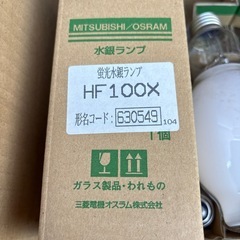 MITSUBISHI/OSRAM
水銀ランプ
蛍光水銀ランプ
HF100X
形名コード: 630549
104
1個
ガラス製品・われもの
三菱電機オスラム株式会社